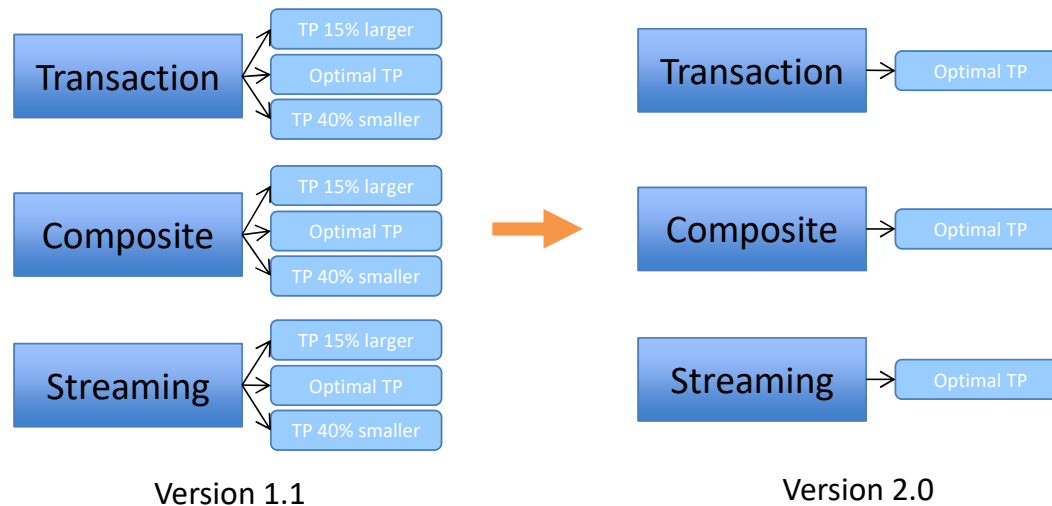 Transaction
TP 15% larger
Optimal TP
TP 40% smaller
Composite
TP 15% larger
Optimal TP
TP 40% smaller
Streaming
TP 15% larger
Optimal TP
TP 40% smaller
Version 1.1
Transaction
Optimal TP
Composite
Optimal TP
Streaming
Optimal TP
Version 2.0